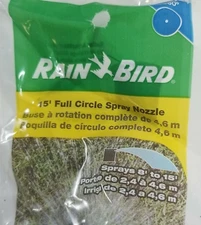 RAIN BIRD
15' Full Circle Spray Nozzle
Buse à rotation complète de 4,6 m
Boquilla de círculo completo 4,6 m
Sprays 8' to 15'
Porte de 2,4 à 4,6 m
Irriga de 2,4 a 4,6 m